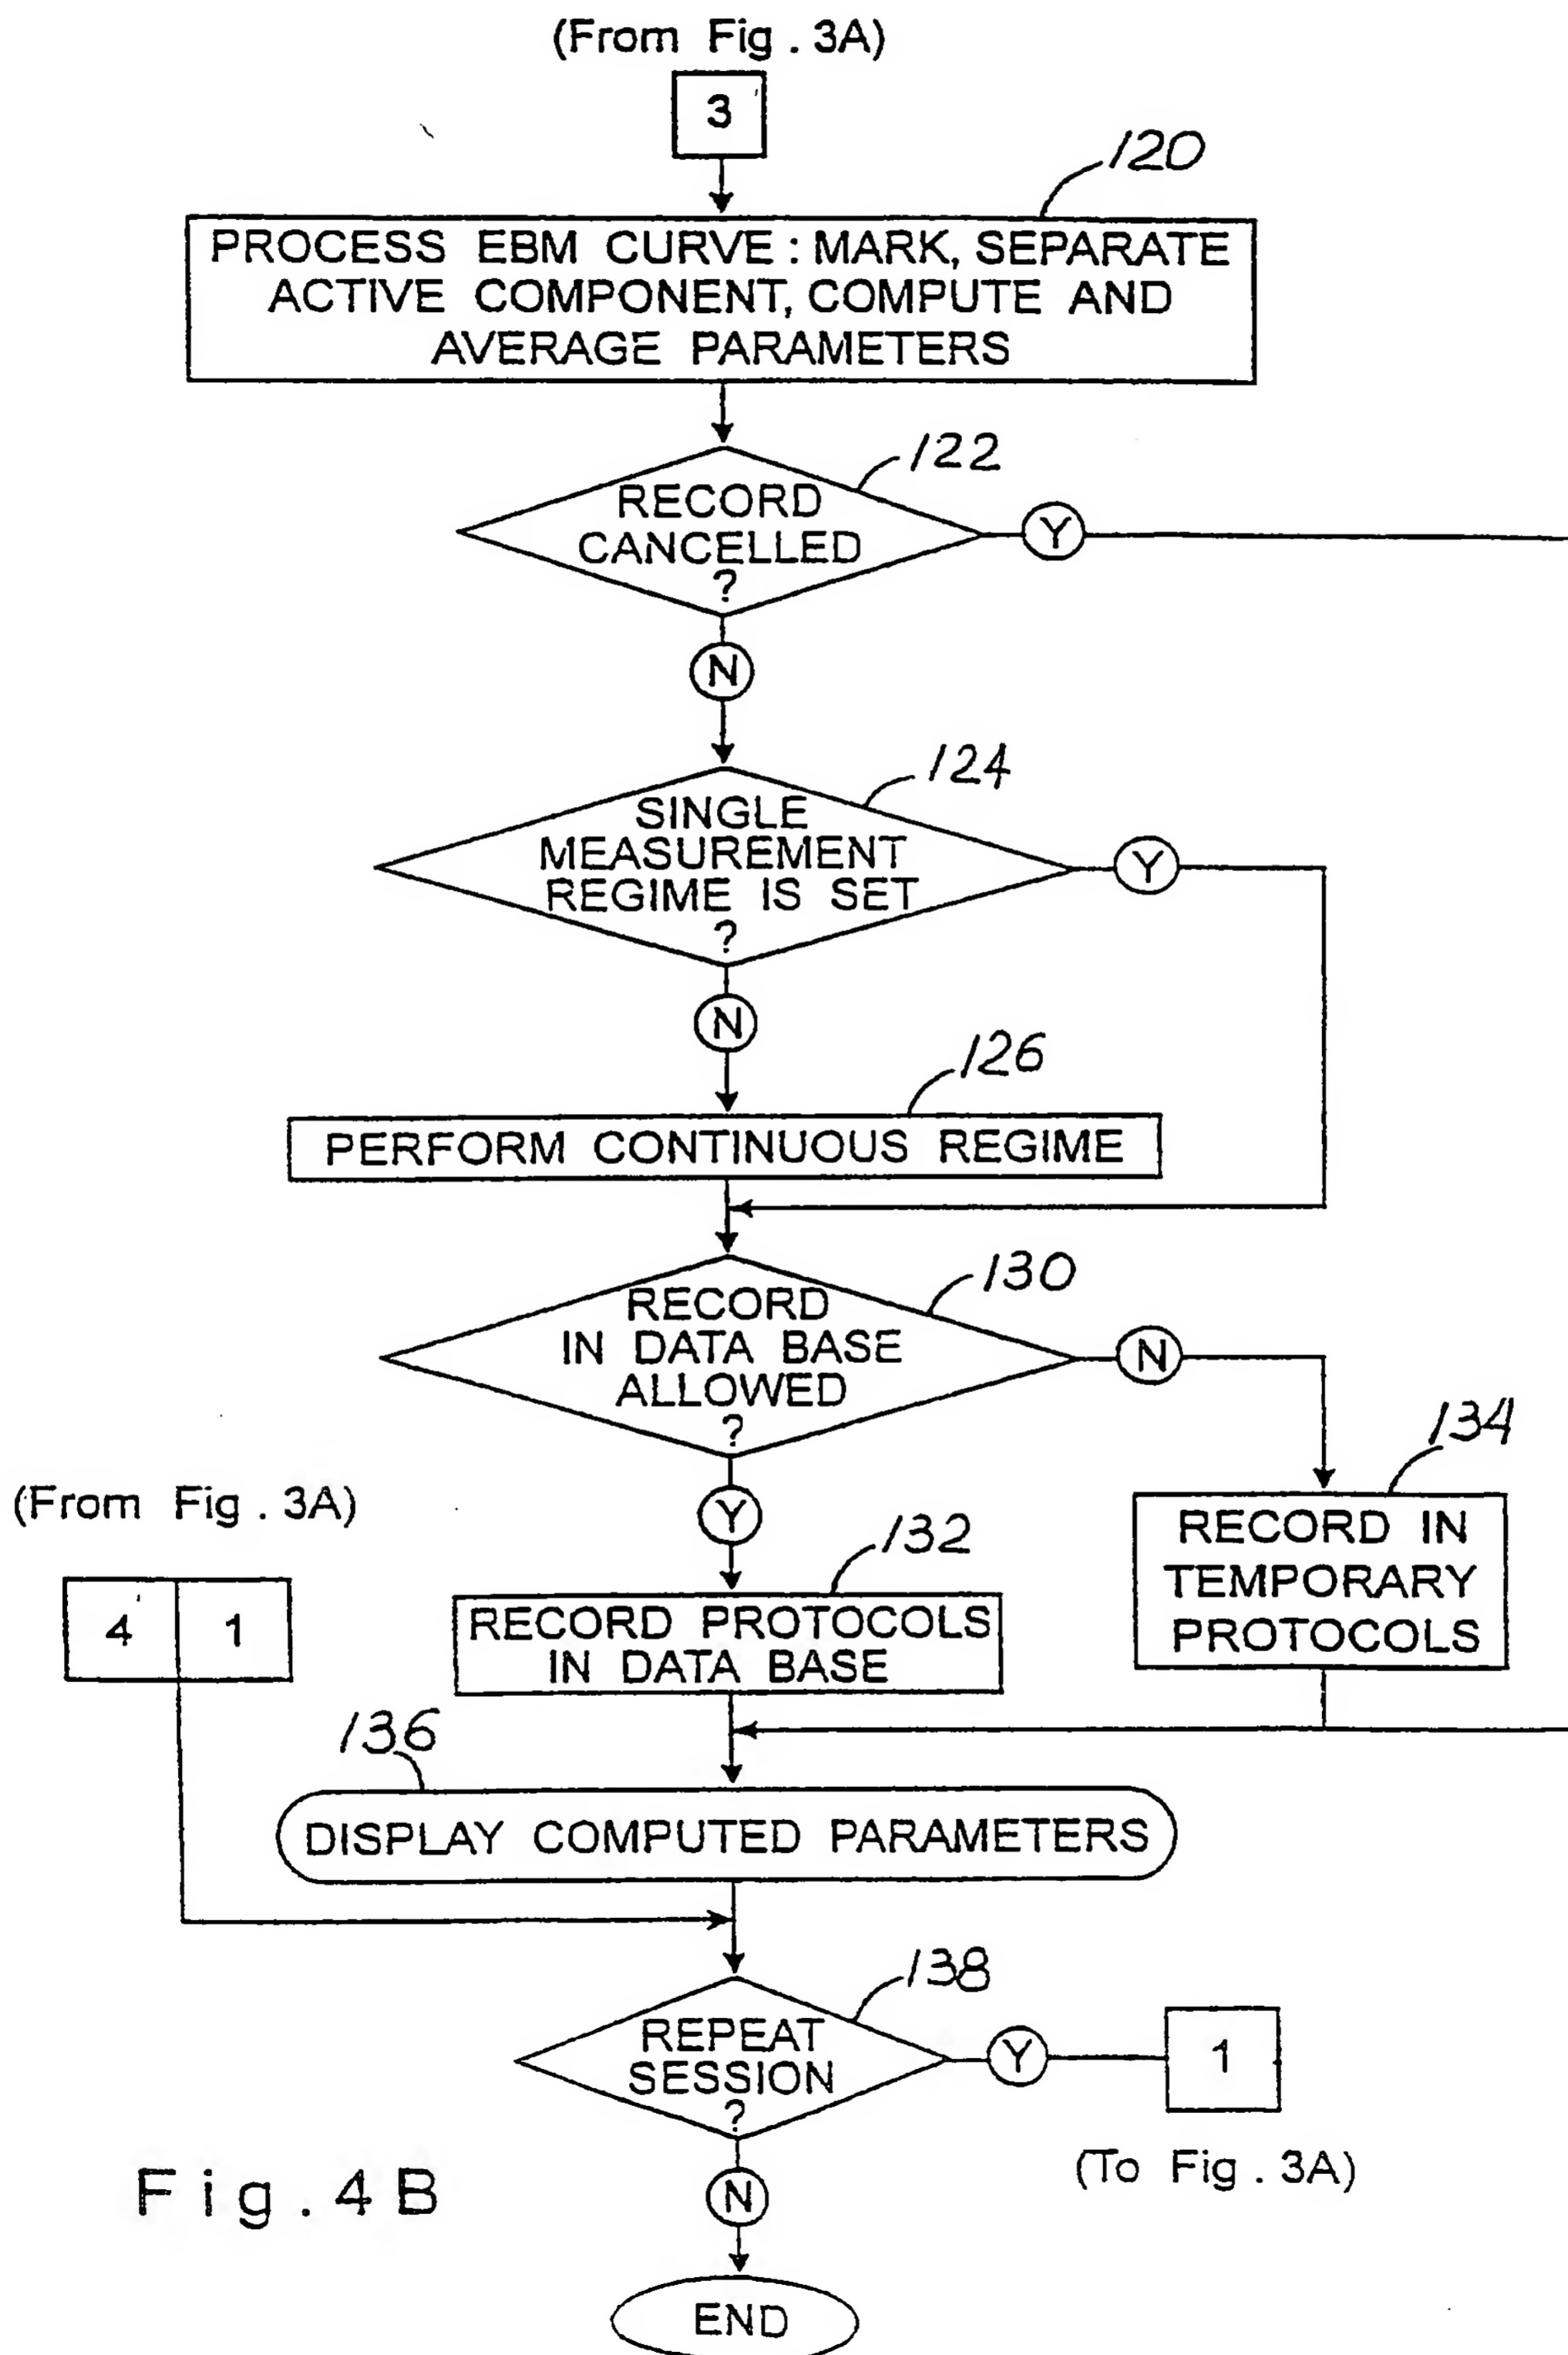 (From Fig . 3A)
3
120
PROCESS EBM CURVE : MARK, SEPARATE
ACTIVE COMPONENT, COMPUTE AND
AVERAGE PARAMETERS
122
RECORD
CANCELLED
?
Y
N
124
SINGLE
MEASUREMENT
REGIME IS SET
?
Y
N
126
PERFORM CONTINUOUS REGIME
130
RECORD
IN DATA BASE
ALLOWED
?
N
134
(From Fig . 3A)
Y
132
RECORD IN
TEMPORARY
PROTOCOLS
4 1
RECORD PROTOCOLS
IN DATA BASE
136
DISPLAY COMPUTED PARAMETERS
138
REPEAT
SESSION
?
Y
1
(To Fig . 3A)
Fig . 4B
N
END